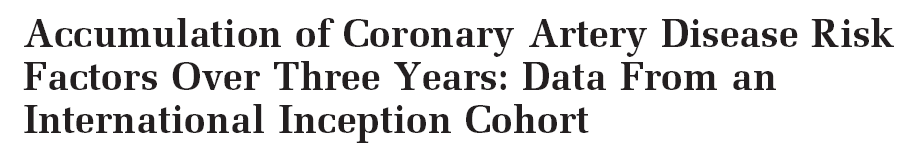 Accumulation of Coronary Artery Disease Risk
Factors Over Three Years: Data From an
International Inception Cohort